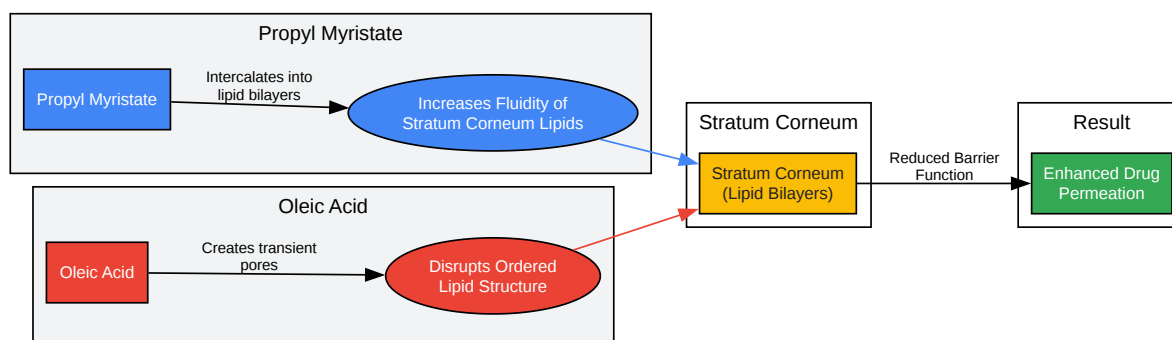 Propyl Myristate
Propyl Myristate
Intercalates into
lipid bilayers
Increases Fluidity of
Stratum Corneum Lipids
Oleic Acid
Oleic Acid
Creates transient
pores
Disrupts Ordered
Lipid Structure
Stratum Corneum
Stratum Corneum
(Lipid Bilayers)
Reduced Barrier
Function
Result
Enhanced Drug
Permeation